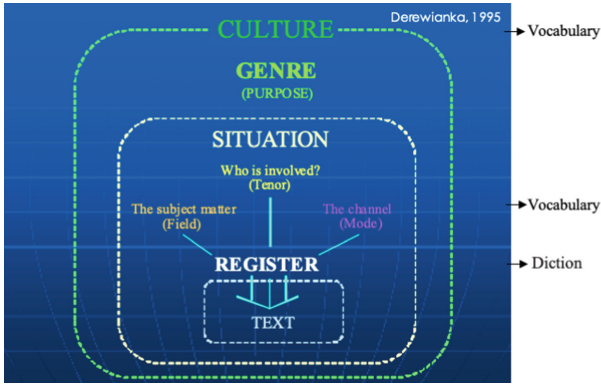 Derewianka, 1995
CULTURE
Vocabulary
GENRE
(PURPOSE)
SITUATION
Who is involved?
(Tenor)
The subject matter
(Field)
The channel
(Mode)
Vocabulary
REGISTER
Diction
TEXT